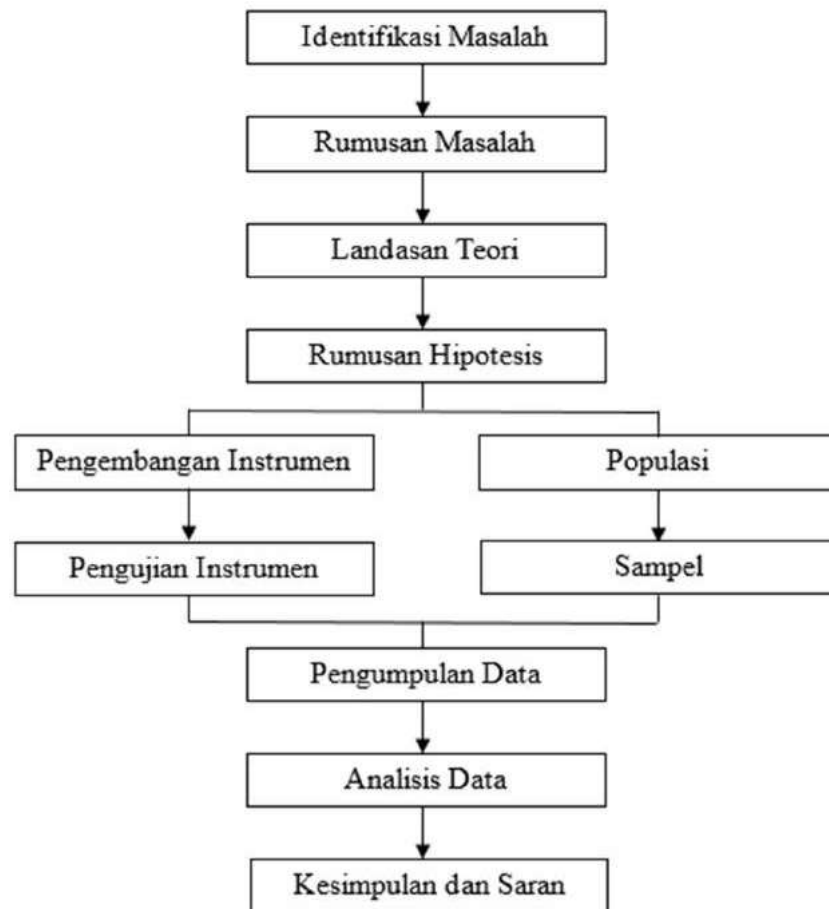 Identifikasi Masalah
Rumusan Masalah
Landasan Teori
Rumusan Hipotesis
Pengembangan Instrumen
Populasi
Pengujian Instrumen
Sampel
Pengumpulan Data
Analisis Data
Kesimpulan dan Saran